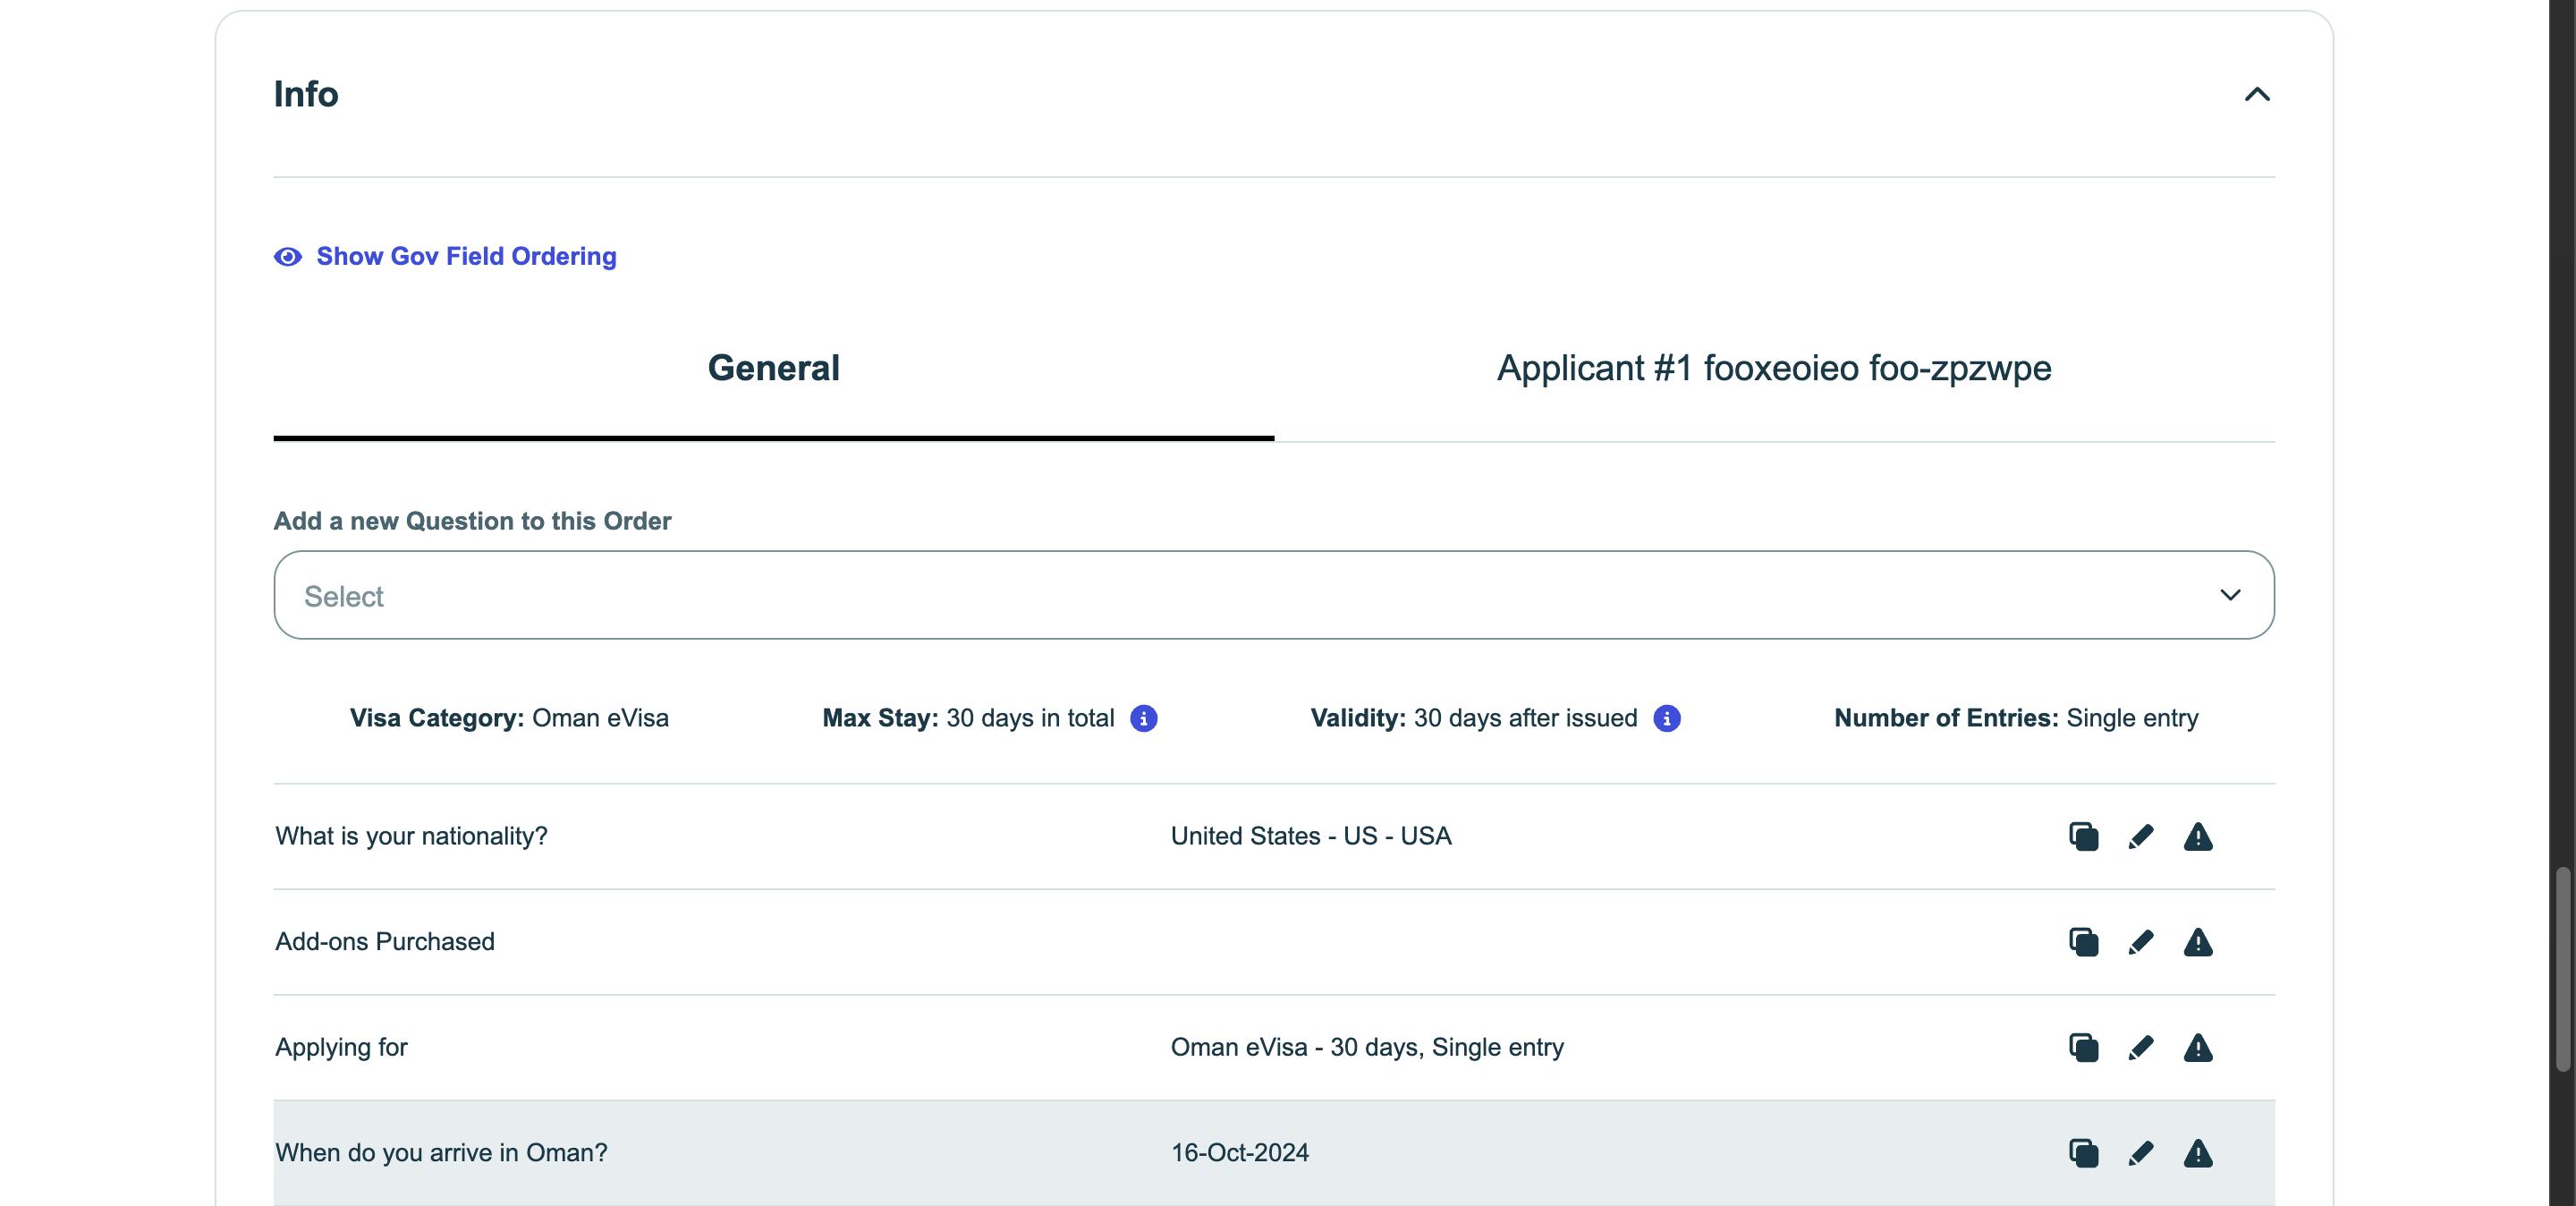 Info
Show Gov Field Ordering
General
Applicant #1 fooxeoieo foo-zpzwpe
Add a new Question to this Order
Select
Visa Category: Oman eVisa
Max Stay: 30 days in total
Validity: 30 days after issued
Number of Entries: Single entry
What is your nationality?
United States - US - USA
Add-ons Purchased
Applying for
Oman eVisa - 30 days, Single entry
When do you arrive in Oman?
16-Oct-2024